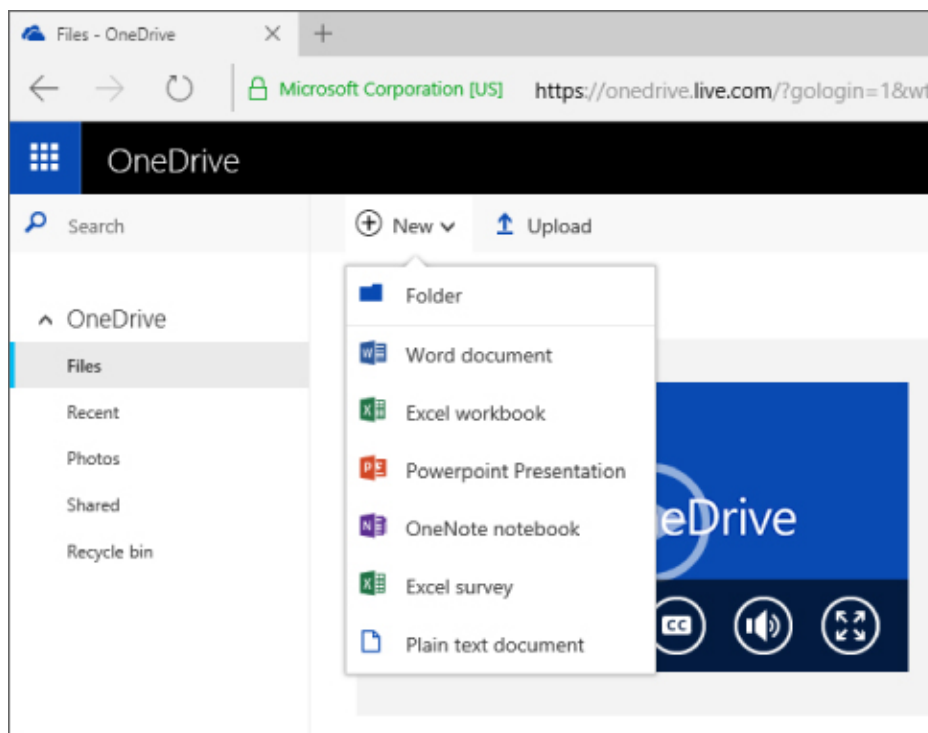 Files - OneDrive
Microsoft Corporation [US] https://onedrive.live.com/?gologin=1&wt
OneDrive
Search
New
Upload
OneDrive
Files
Recent
Photos
Shared
Recycle bin
Folder
Word document
Excel workbook
Powerpoint Presentation
OneNote notebook
Excel survey
Plain text document
eDrive
CC